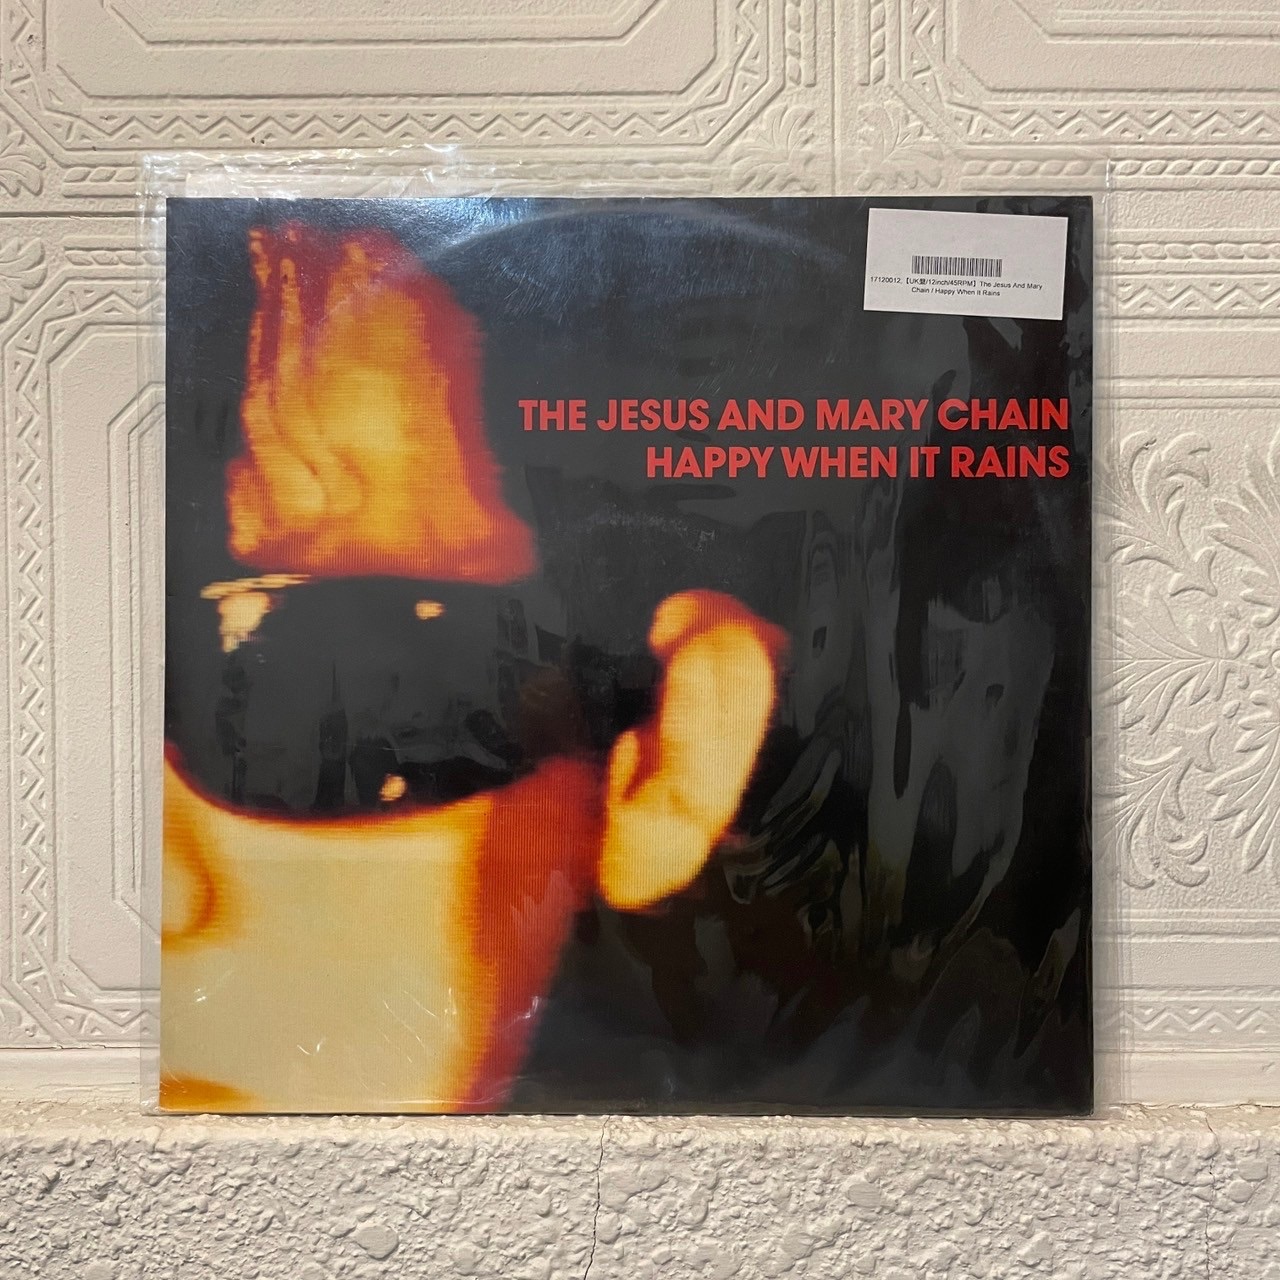 17120012,【UK盤/12inch/45RPM】The Jesus And Mary
Chain / Happy When It Rains
THE JESUS AND MARY CHAIN
HAPPY WHEN IT RAINS